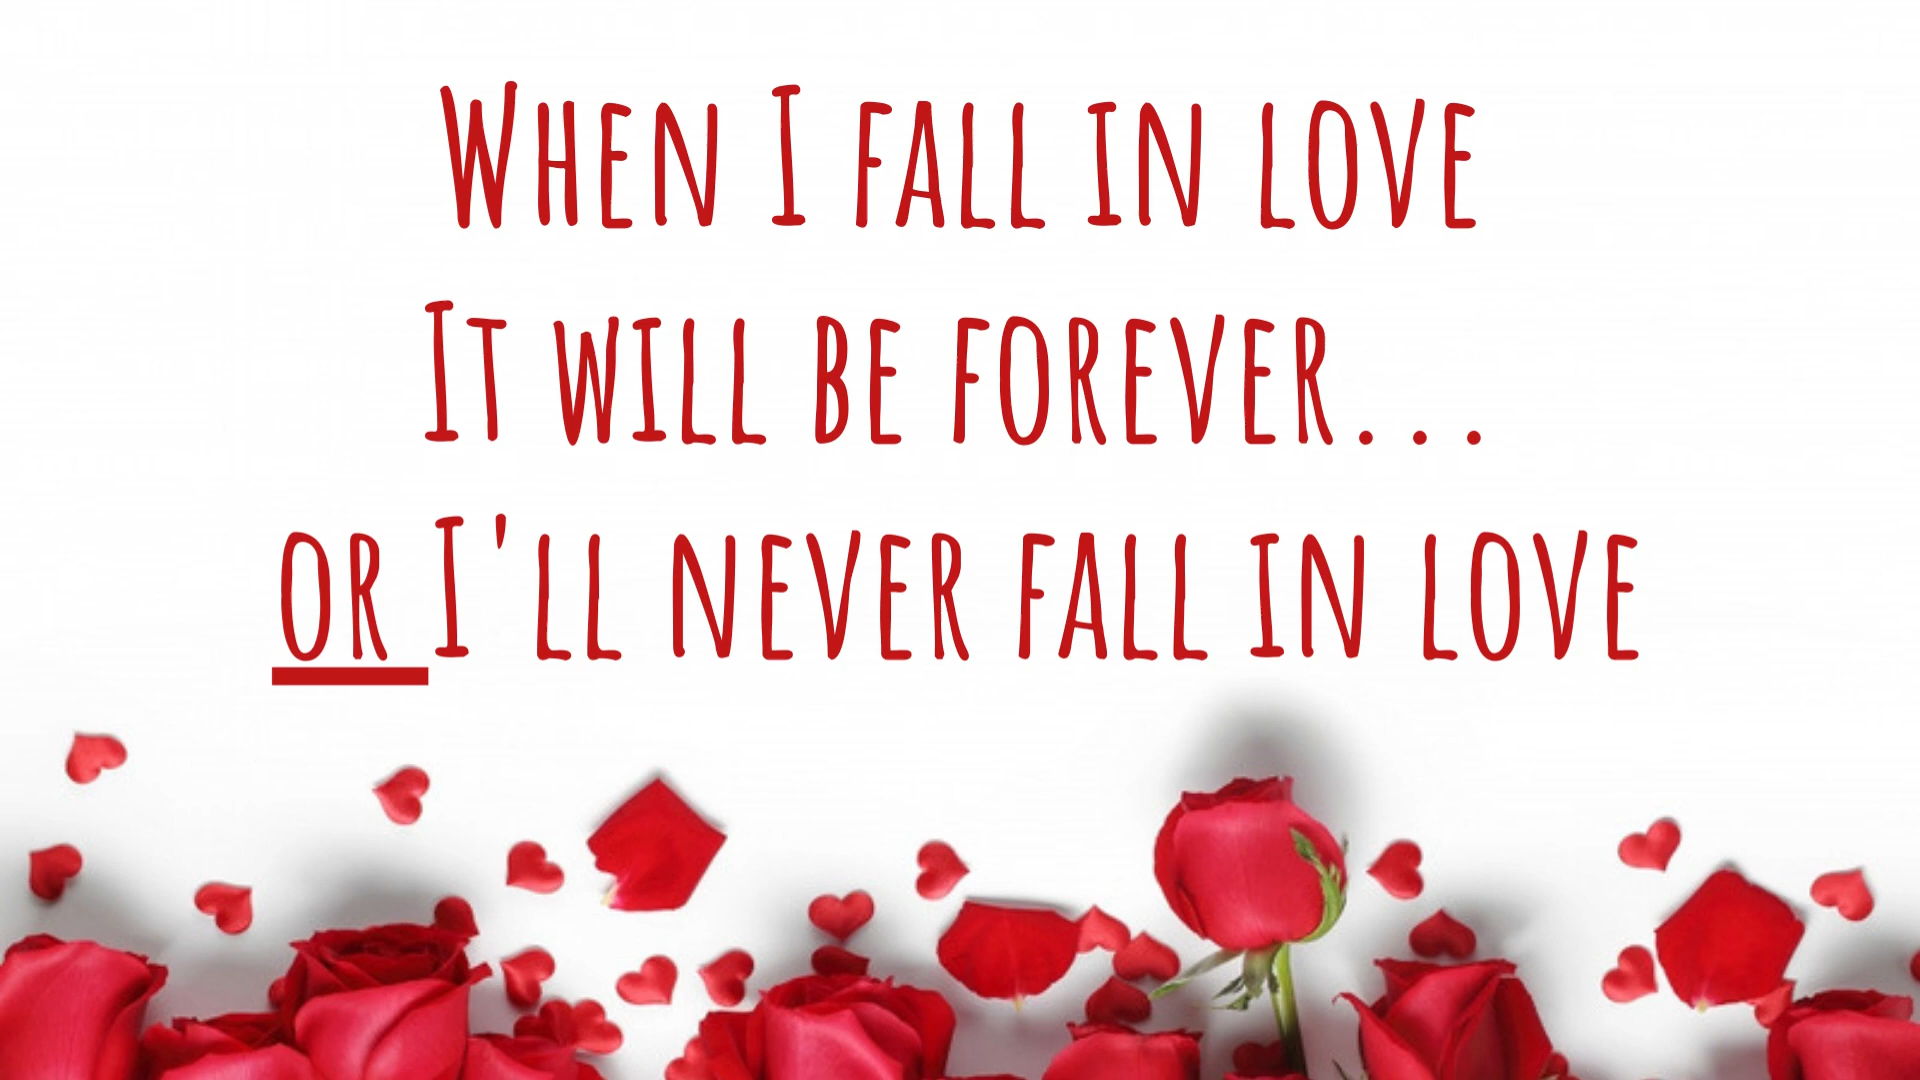 When I fall in love
It will be forever...
or I'll never fall in love